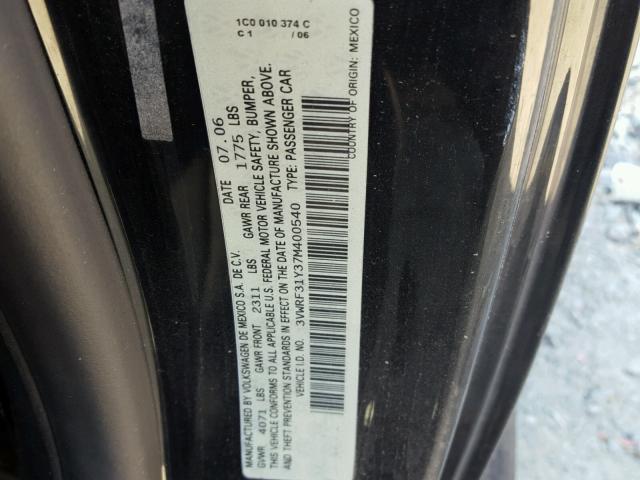 1C0 010 374 C
C 1 / 06
MANUFACTURED BY VOLKSWAGEN DE MEXICO S.A. DE C.V. DATE 07.06
GVWR 4071 LBS GAWR FRONT 2311 LBS GAWR REAR 1775 LBS
THIS VEHICLE CONFORMS TO ALL APPLICABLE U.S. FEDERAL MOTOR VEHICLE SAFETY, BUMPER,
AND THEFT PREVENTION STANDARDS IN EFFECT ON THE DATE OF MANUFACTURE SHOWN ABOVE.
VEHICLE I.D. NO. 3VWRF31Y37M400540 TYPE: PASSENGER CAR
COUNTRY OF ORIGIN: MEXICO